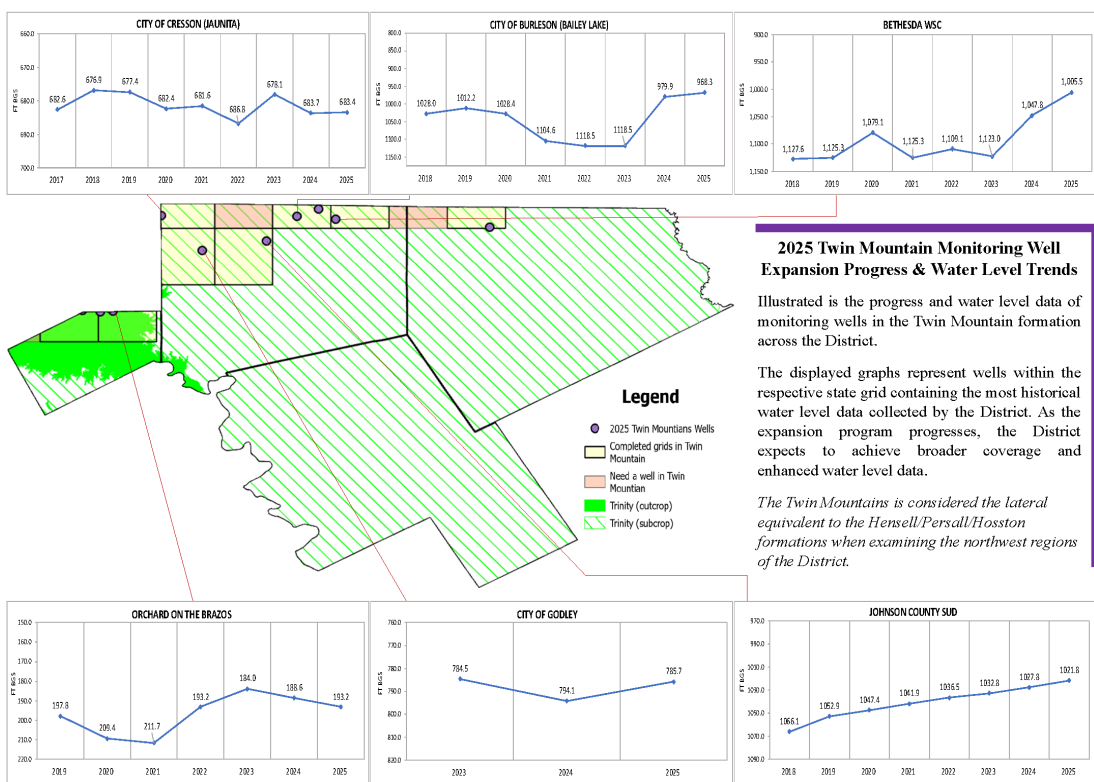 CITY OF CRESSON (JAUNITA)
FT BGS
660.0
670.0
680.0
690.0
700.0
682.6
676.9
677.4
682.4
681.6
686.8
678.1
683.7
683.4
2017 2018 2019 2020 2021 2022 2023 2024 2025
CITY OF BURLESON (BAILEY LAKE)
FT BGS
800.0
850.0
900.0
950.0
1000.0
1050.0
1100.0
1150.0
1028.0
1012.2
1028.4
1104.6
1118.5
1118.5
979.9
968.3
2018 2019 2020 2021 2022 2023 2024 2025
BETHESDA WSC
FT BGS
900.0
950.0
1,000.0
1,050.0
1,100.0
1,150.0
1,127.6
1,125.3
1,079.1
1,125.3
1,109.1
1,123.0
1,047.8
1,005.5
2018 2019 2020 2021 2022 2023 2024 2025
2025 Twin Mountain Monitoring Well
Expansion Progress & Water Level Trends
Illustrated is the progress and water level data of
monitoring wells in the Twin Mountain formation
across the District.
The displayed graphs represent wells within the
respective state grid containing the most historical
water level data collected by the District. As the
expansion program progresses, the District
expects to achieve broader coverage and
enhanced water level data.
The Twin Mountains is considered the lateral
equivalent to the Hensell/Persall/Hosston
formations when examining the northwest regions
of the District.
Legend
2025 Twin Mountians Wells
Completed grids in Twin
Mountain
Need a well in Twin
Mountian
Trinity (outcrop)
Trinity (subcrop)
ORCHARD ON THE BRAZOS
FT BGS
150.0
160.0
170.0
180.0
190.0
200.0
210.0
220.0
197.8
209.4
211.7
193.2
184.0
188.6
193.2
2019 2020 2021 2022 2023 2024 2025
CITY OF GODLEY
FT BGS
760.0
770.0
780.0
790.0
800.0
810.0
820.0
784.5
794.1
785.7
2023 2024 2025
JOHNSON COUNTY SUD
FT BGS
970.0
990.0
1010.0
1030.0
1050.0
1070.0
1090.0
1066.1
1052.9
1047.4
1041.9
1036.5
1032.8
1027.8
1021.8
2018 2019 2020 2021 2022 2023 2024 2025